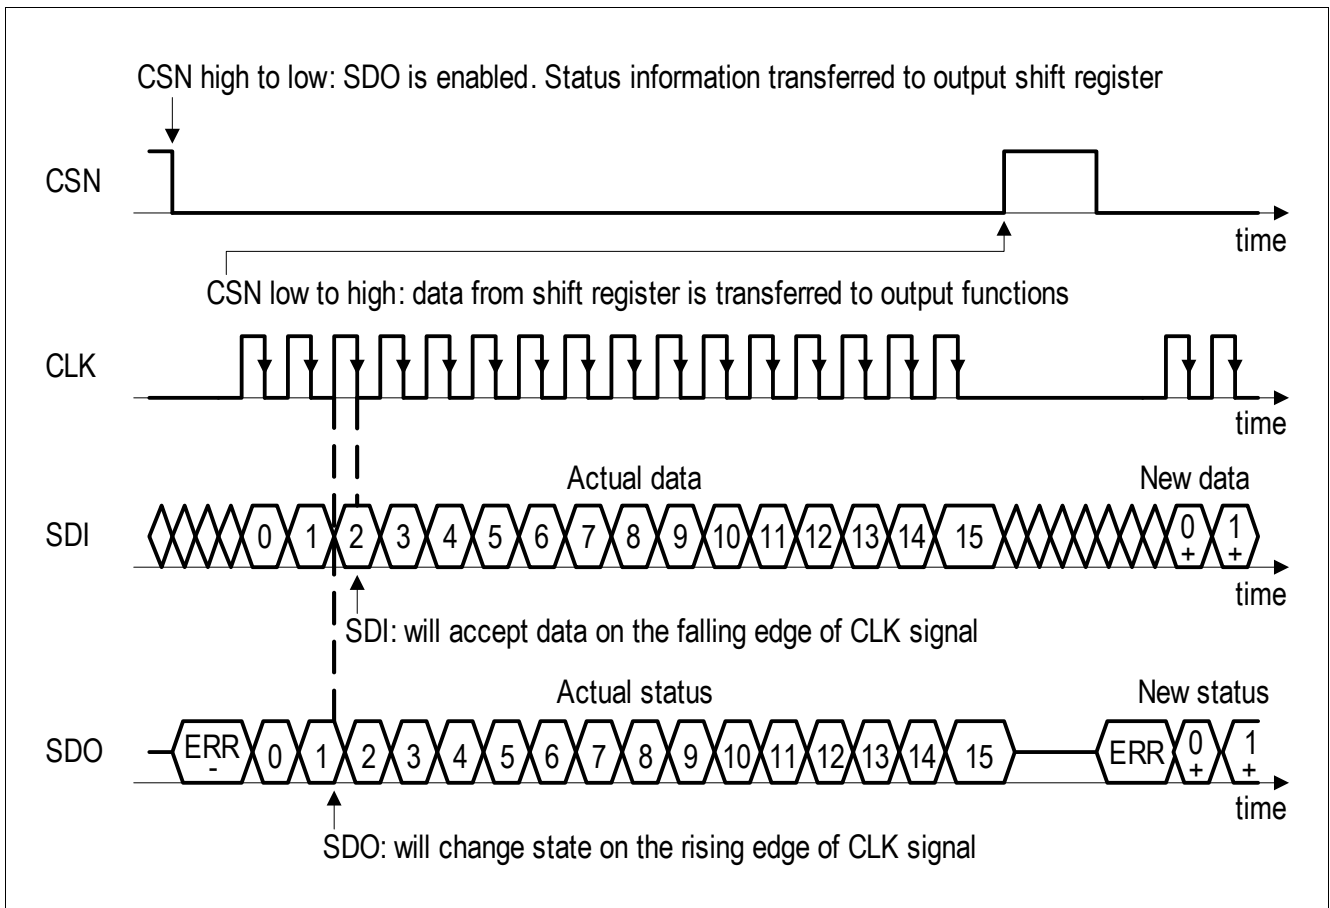 CSN high to low: SDO is enabled. Status information transferred to output shift register
CSN
time
CSN low to high: data from shift register is transferred to output functions
CLK
time
Actual data
New data
SDI
0 1 2 3 4 5 6 7 8 9 10 11 12 13 14 15 0 + 1 +
time
SDI: will accept data on the falling edge of CLK signal
Actual status
New status
SDO
ERR - 0 1 2 3 4 5 6 7 8 9 10 11 12 13 14 15 ERR 0 + 1 +
time
SDO: will change state on the rising edge of CLK signal